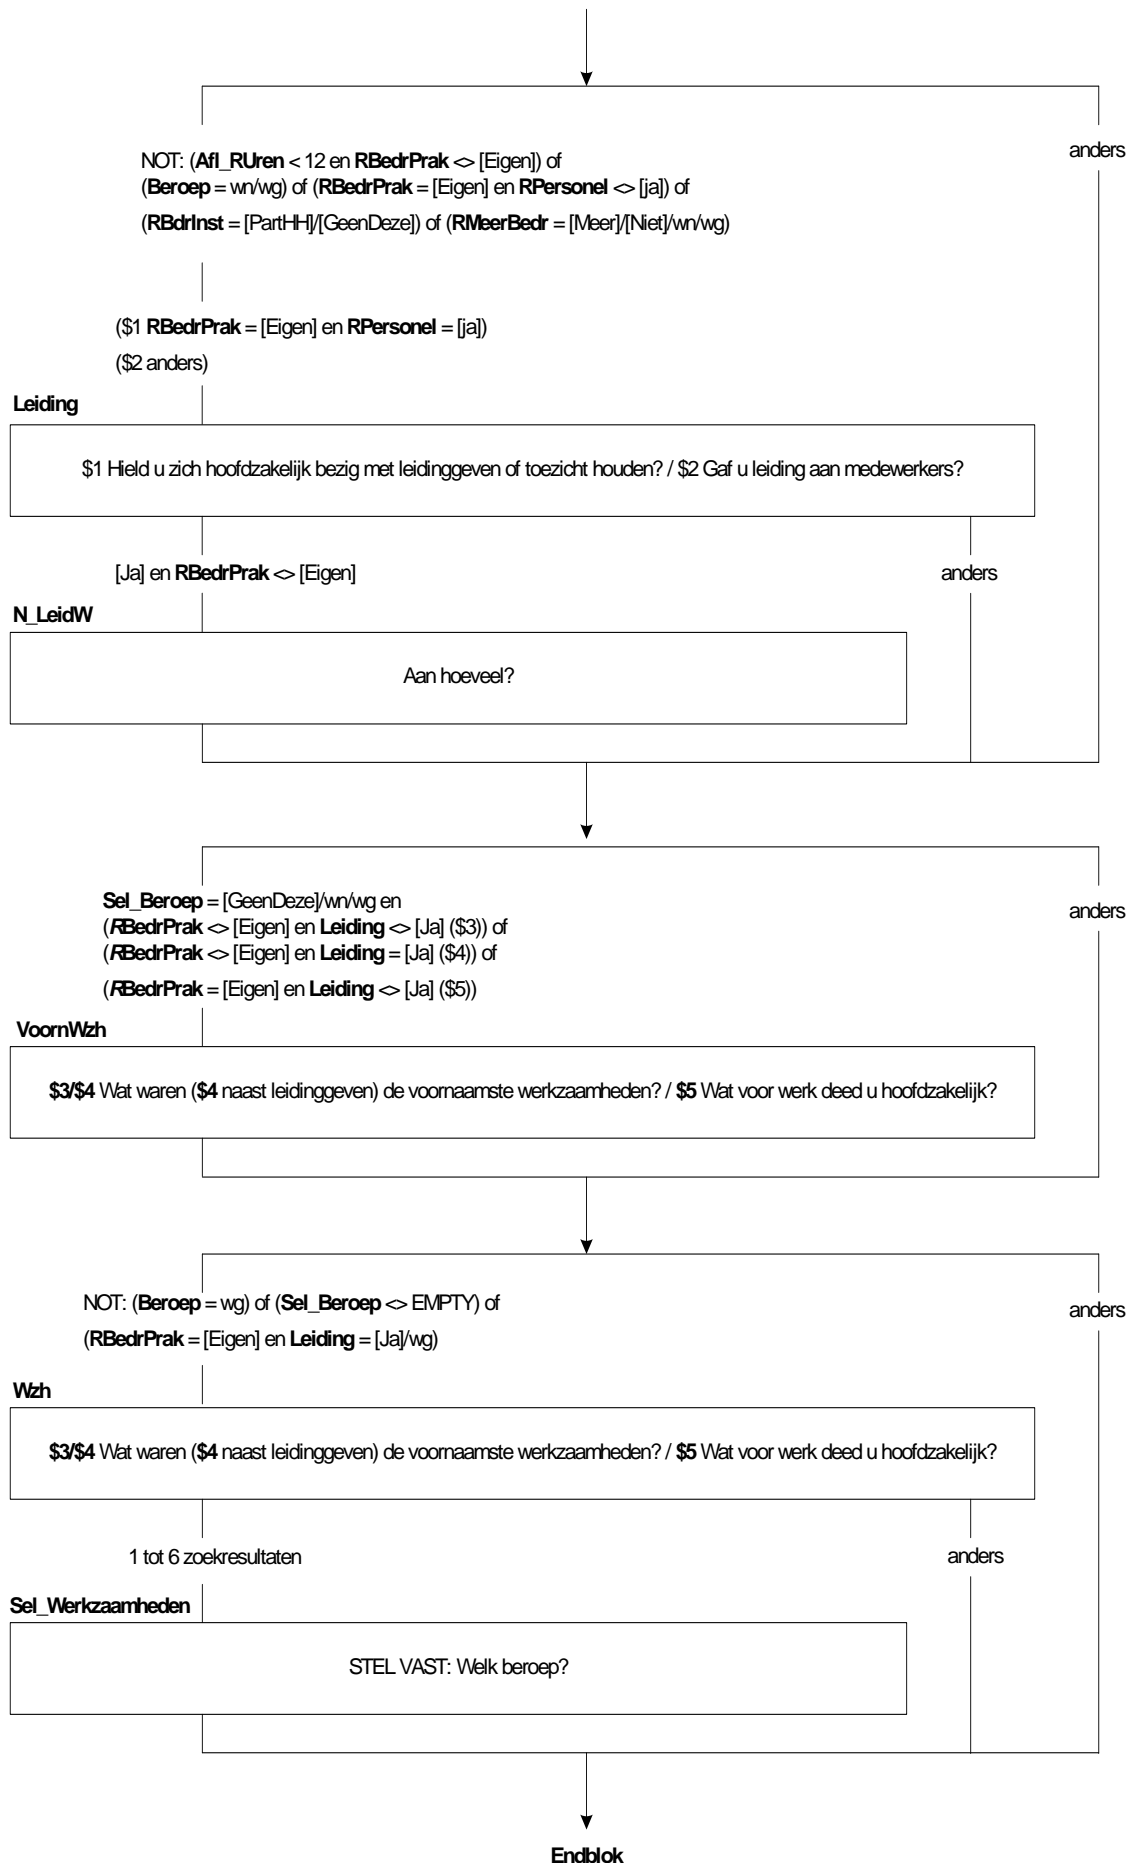 anders
NOT: (Afl_RUren < 12 en RBedrPrak <> [Eigen]) of
(Beroep = wn/wg) of (RBedrPrak = [Eigen] en RPersonel <> [ja]) of
(RBdrInst = [PartHH]/[GeenDeze]) of (RMeerBedr = [Meer]/[Niet]/wn/wg)
($1 RBedrPrak = [Eigen] en RPersonel = [ja])
($2 anders)
Leiding
$1 Hield u zich hoofdzakelijk bezig met leidinggeven of toezicht houden? / $2 Gaf u leiding aan medewerkers?
[Ja] en RBedrPrak <> [Eigen]
anders
N_LeidW
Aan hoeveel?
Sel_Beroep = [GeenDeze]/wn/wg en
anders
(RBedrPrak <> [Eigen] en Leiding <> [Ja] ($3)) of
(RBedrPrak <> [Eigen] en Leiding = [Ja] ($4)) of
(RBedrPrak = [Eigen] en Leiding <> [Ja] ($5))
VoornWzh
$3/$4 Wat waren ($4 naast leidinggeven) de voornaamste werkzaamheden? / $5 Wat voor werk deed u hoofdzakelijk?
NOT: (Beroep = wg) of (Sel_Beroep <> EMPTY) of
anders
(RBedrPrak = [Eigen] en Leiding = [Ja]/wg)
Wzh
$3/$4 Wat waren ($4 naast leidinggeven) de voornaamste werkzaamheden? / $5 Wat voor werk deed u hoofdzakelijk?
1 tot 6 zoekresultaten
anders
Sel_Werkzaamheden
STEL VAST: Welk beroep?
Endblok